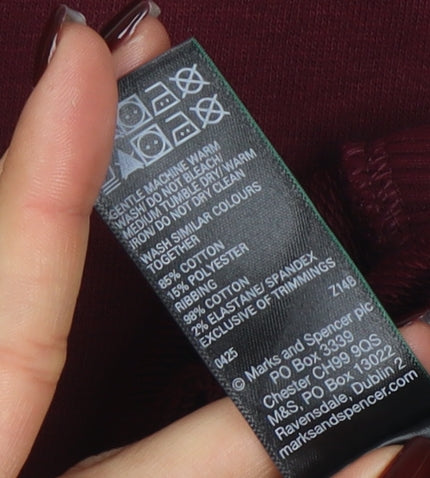 GENTLE MACHINE WARM
WASH/ DO NOT BLEACH/
MEDIUM TUMBLE DRY/ WARM
IRON/ DO NOT DRY CLEAN
WASH SIMILAR COLOURS
TOGETHER
85% COTTON
15% POLYESTER
RIBBING
98% COTTON
2% ELASTANE/ SPANDEX
EXCLUSIVE OF TRIMMINGS
0425 Z148
© Marks and Spencer plc
PO Box 3339
Chester CH99 9QS
M&S, PO Box 13022
Ravensdale, Dublin 2
marksandspencer.com